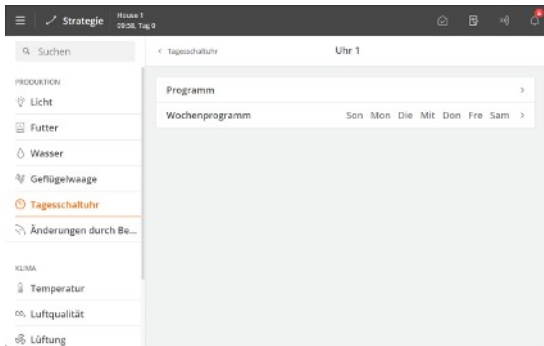 Strategie
House 1
09:58, Tag 0
Suchen
PRODUKTION
Licht
Futter
Wasser
Geflügelwaage
Tagesschaltuhr
Änderungen durch Be...
KLIMA
Temperatur
CO₂ Luftqualität
Lüftung
< Tagesschaltuhr
Uhr 1
Programm >
Wochenprogramm Son Mon Die Mit Don Fre Sam >